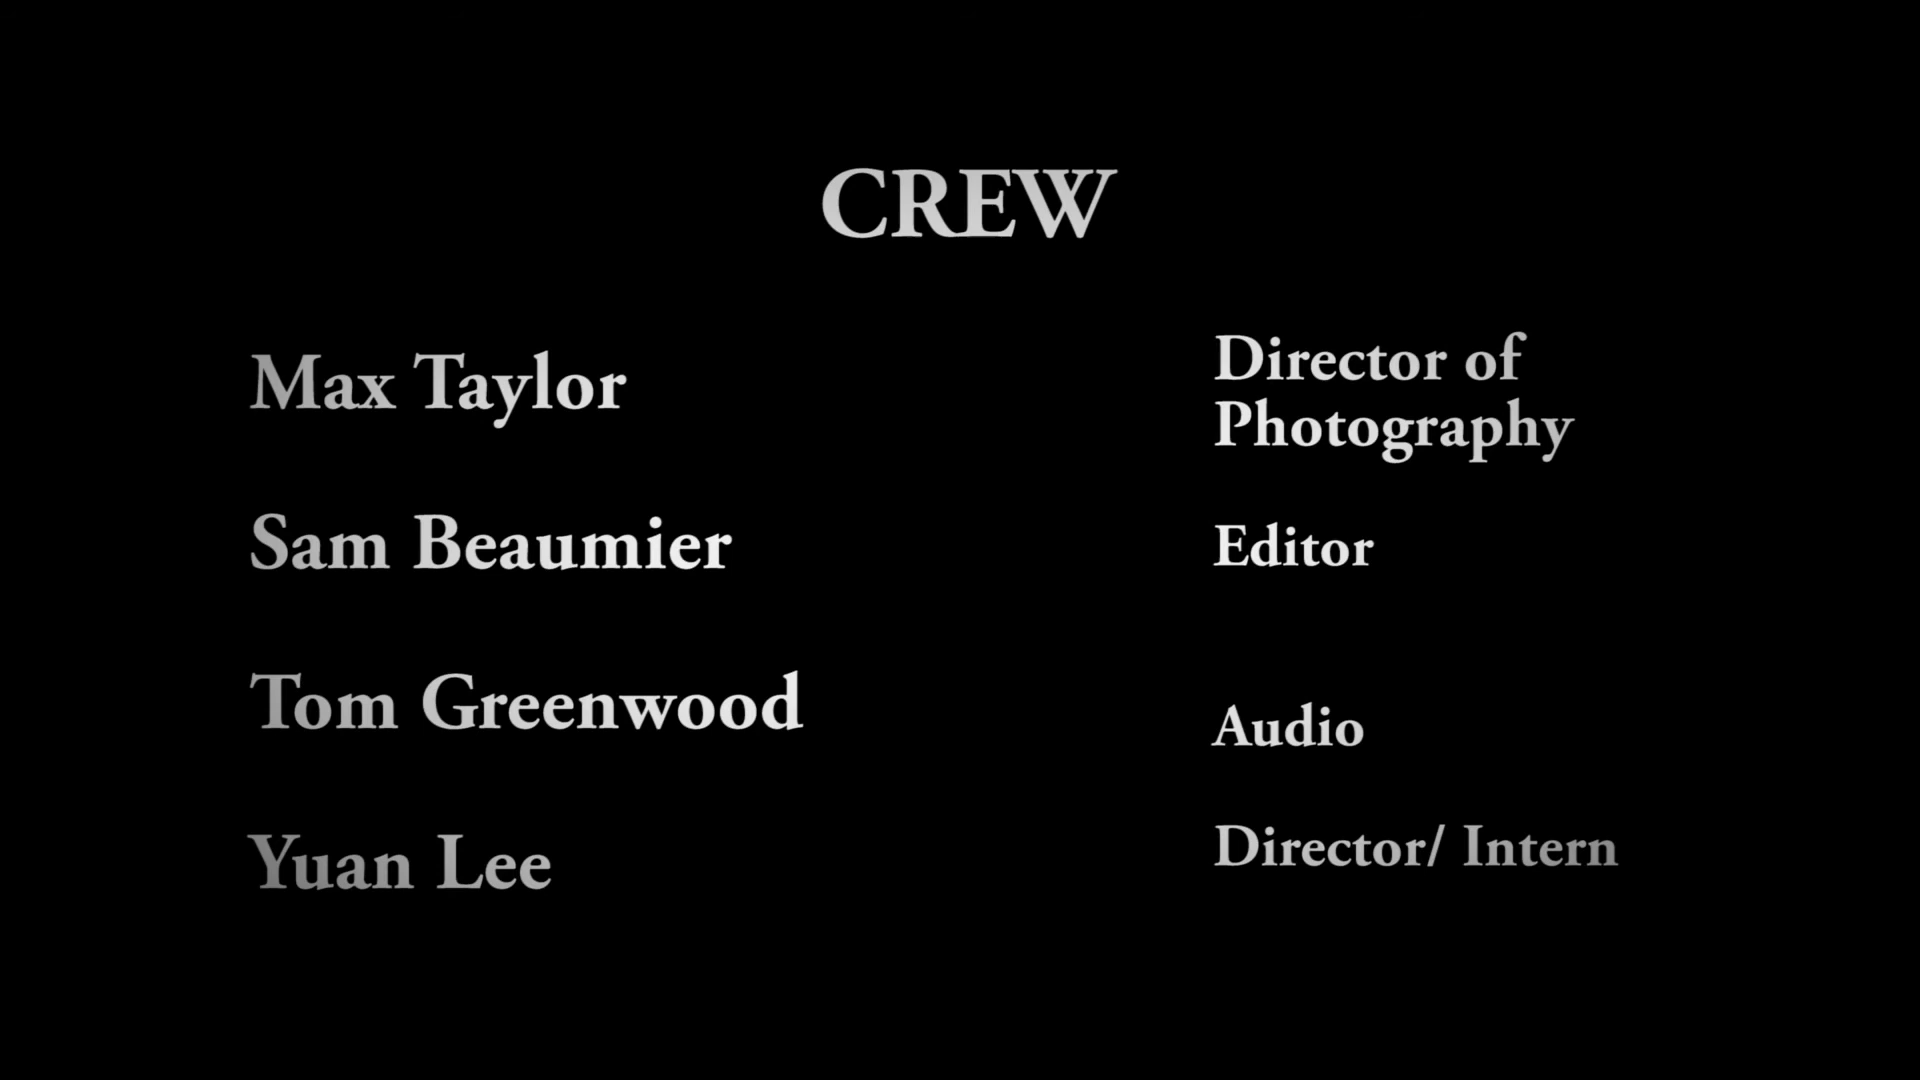 CREW
Max Taylor
Director of
Photography
Sam Beaumier
Editor
Tom Greenwood
Audio
Yuan Lee
Director/ Intern